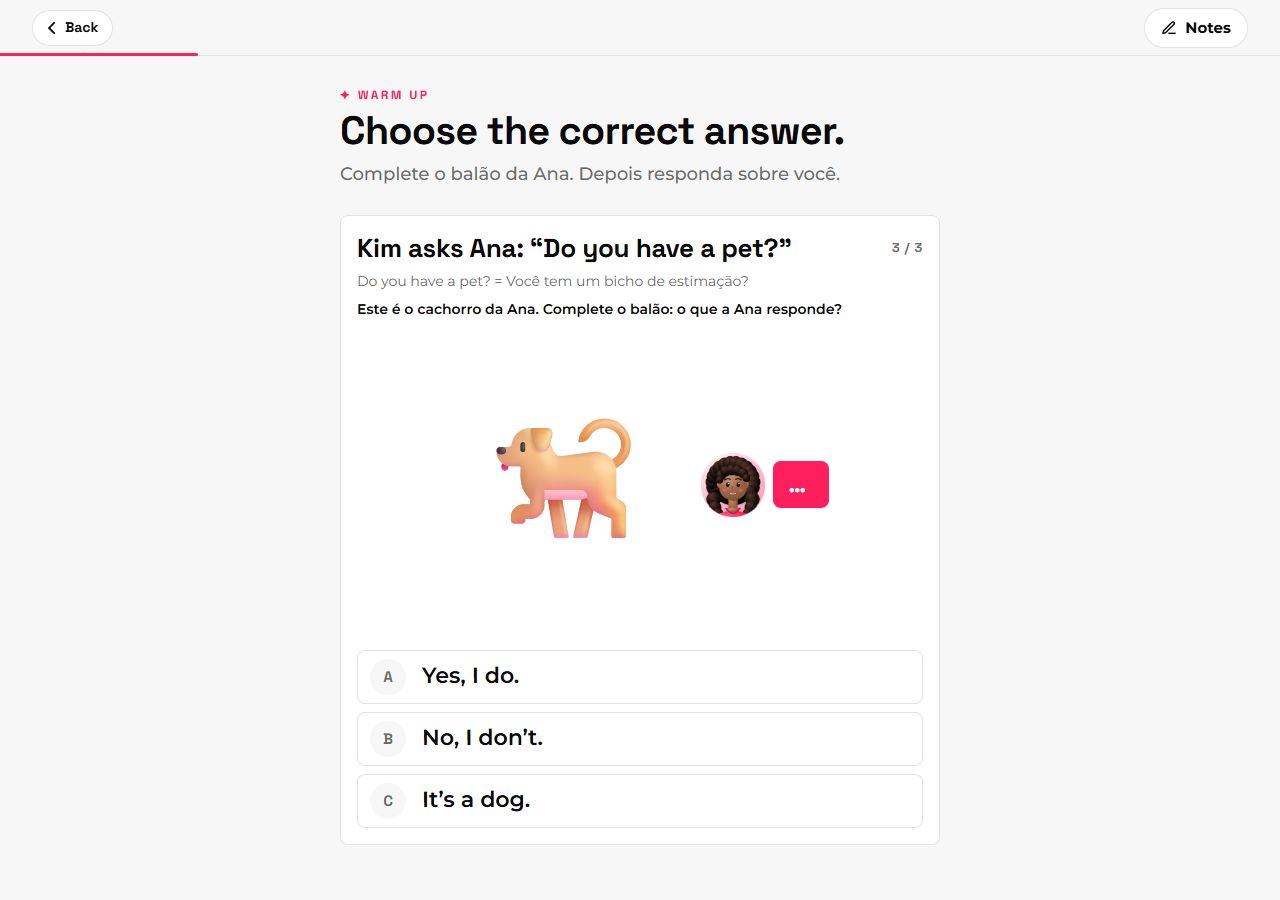 Back
Notes
WARM UP
Choose the correct answer.
Complete o balão da Ana. Depois responda sobre você.
Kim asks Ana: “Do you have a pet?”
3 / 3
Do you have a pet? = Você tem um bicho de estimação?
Este é o cachorro da Ana. Complete o balão: o que a Ana responde?
...
A Yes, I do.
B No, I don’t.
C It’s a dog.